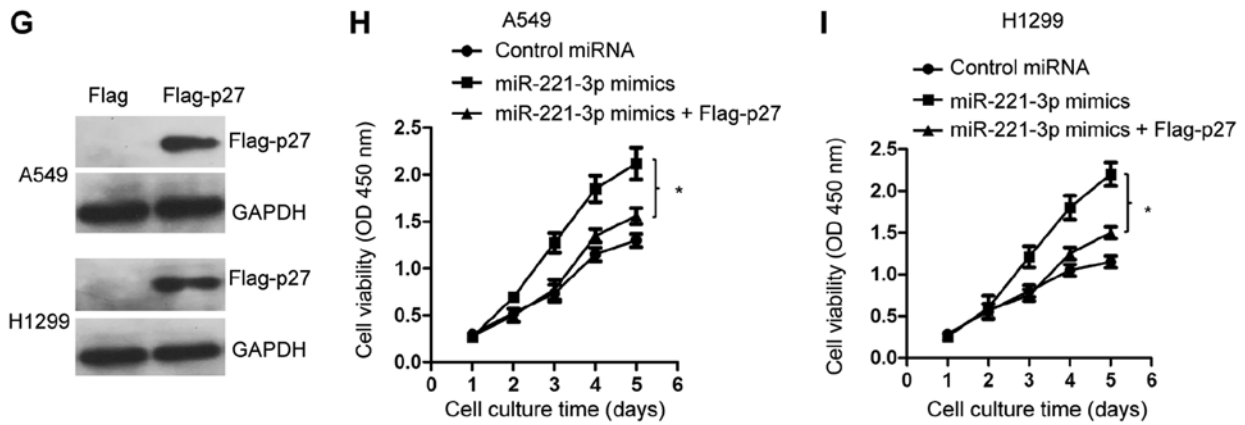 G
Flag Flag-p27
Flag-p27
A549
GAPDH
Flag-p27
H1299
GAPDH
H
A549
Control miRNA
miR-221-3p mimics
miR-221-3p mimics + Flag-p27
Cell viability (OD 450 nm)
2.5
2.0
1.5
1.0
0.5
0.0
*
0 1 2 3 4 5 6
Cell culture time (days)
I
H1299
Control miRNA
miR-221-3p mimics
miR-221-3p mimics + Flag-p27
Cell viability (OD 450 nm)
2.5
2.0
1.5
1.0
0.5
0.0
*
0 1 2 3 4 5 6
Cell culture time (days)